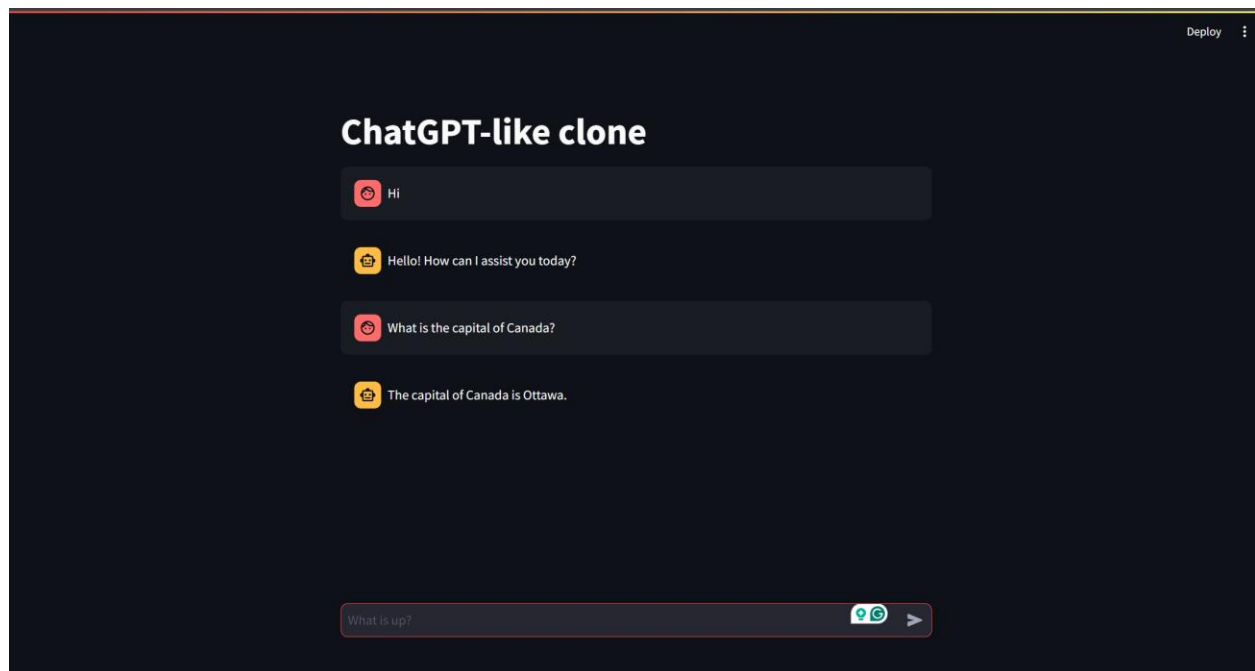 Deploy
ChatGPT-like clone
Hi
Hello! How can I assist you today?
What is the capital of Canada?
The capital of Canada is Ottawa.
What is up?